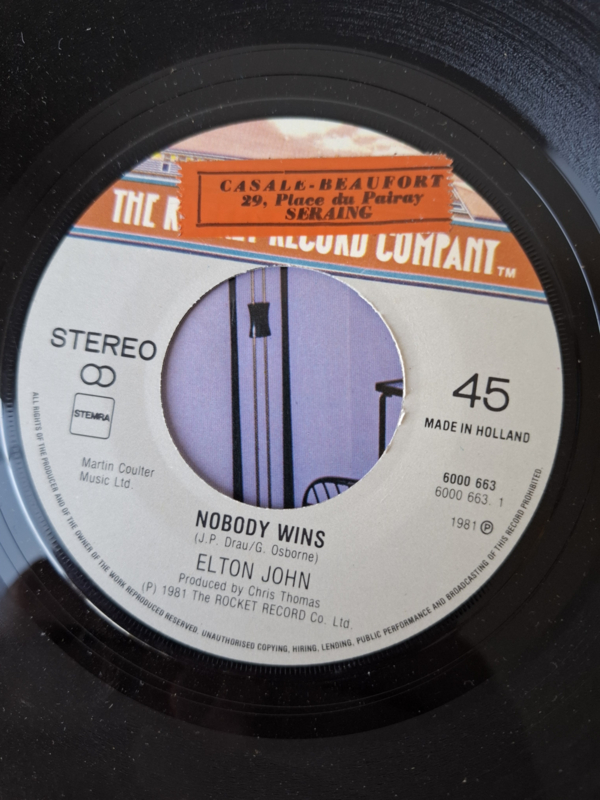 CASALE-BEAUFORT
29, Place du Pairay
SERAING
THE ROCKET RECORD COMPANY TM
STEREO
STEMRA
Martin Coulter
Music Ltd.
45
MADE IN HOLLAND
6000 663
6000 663. 1
1981 Ⓟ
NOBODY WINS
(J.P. Drau/G. Osborne)
ELTON JOHN
Produced by Chris Thomas
(P) 1981 The ROCKET RECORD Co. Ltd.
ALL RIGHTS OF THE PRODUCER AND OF THE OWNER OF THE WORK REPRODUCED RESERVED. UNAUTHORISED COPYING, HIRING, LENDING, PUBLIC PERFORMANCE AND BROADCASTING OF THIS RECORD PROHIBITED.